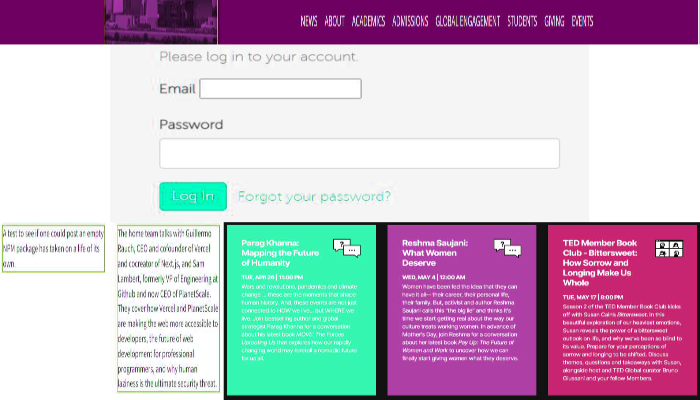 NEWS ABOUT ACADEMICS ADMISSIONS GLOBAL ENGAGEMENT STUDENTS GIVING EVENTS
Please log in to your account.
Email
Password
Log In Forgot your password?
A test to see if one could post an empty
NPM package has taken on a life of its
own.
The home team talks with Guillermo
Rauch, CEO and cofounder of Vercel
and cocreator of Next.js, and Sam
Lambert, formerly VP of Engineering at
Github and now CEO of PlanetScale.
They cover how Vercel and PlanetScale
are making the web more accessible to
developers, the future of web
development for professional
programmers, and why human
laziness is the ultimate security threat.
Parag Khanna:
Mapping the Future
of Humanity
TUE, APR 26 | 11:00 PM
Wars and revolutions, pandemics and climate
change ... these are the moments that shape
human history. And, these events are not just
connected to HOW we live... but WHERE we
live. Join bestselling author and global
strategist Parag Khanna for a conversation
about his latest book MOVE: The Forces
Uprooting Us that explores how our rapidly
changing world may foretell a nomadic future
for us all.
Reshma Saujani:
What Women
Deserve
WED, MAY 4 | 12:00 AM
Women have been fed the idea that they can
have it all— their career, their personal life,
their family. But, activist and author Reshma
Saujani calls this "the big lie" and thinks it's
time we start getting real about the way our
culture treats working women. In advance of
Mother's Day, join Reshma for a conversation
about her latest book Pay Up: The Future of
Women and Work to uncover how we can
finally start giving women what they deserve.
TED Member Book
Club - Bittersweet:
How Sorrow and
Longing Make Us
Whole
TUE, MAY 17 | 8:00 PM
Season 2 of the TED Member Book Club kicks
off with Susan Cain's Bittersweet. In this
beautiful exploration of our heaviest emotions,
Susan reveals the power of a bittersweet
outlook on life, and why we've been so blind to
its value. Prepare for your perceptions of
sorrow and longing to be shifted. Discuss
themes, questions and takeaways with Susan,
alongside host and TED Global curator Bruno
Giussani and your fellow Members.